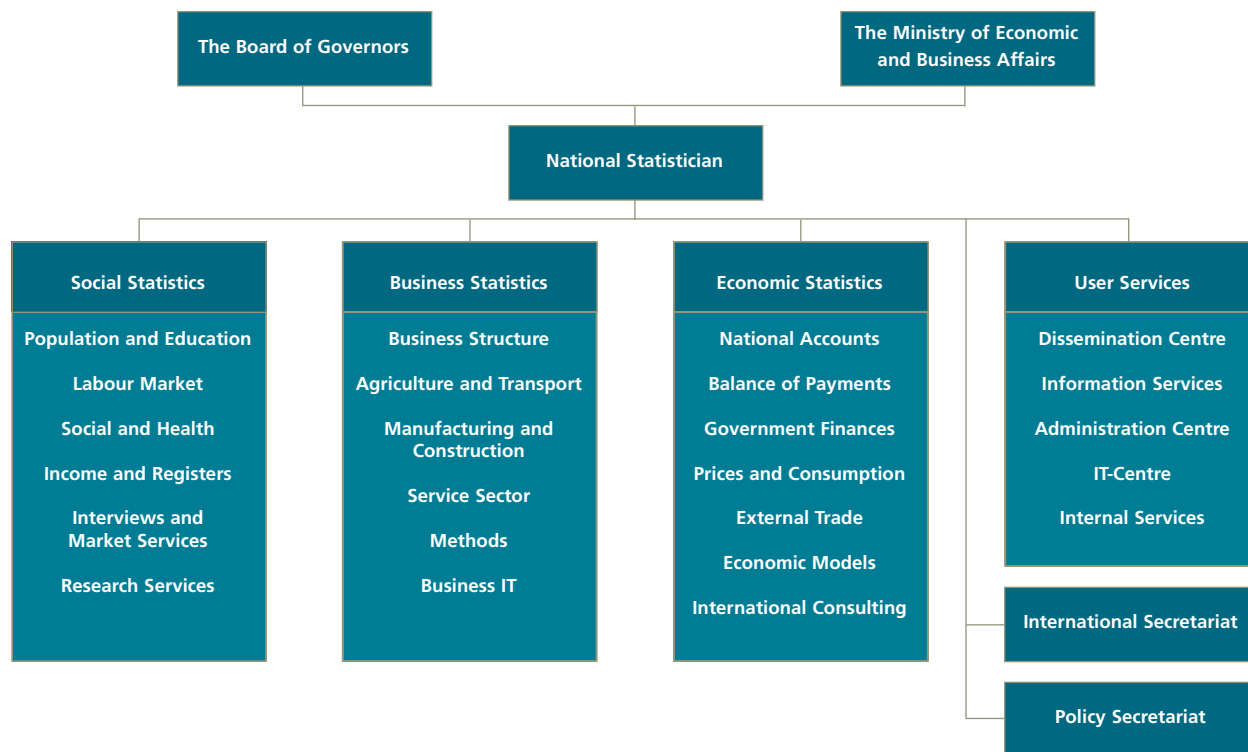 The Board of Governors
The Ministry of Economic
and Business Affairs
National Statistician
Social Statistics
Population and Education
Labour Market
Social and Health
Income and Registers
Interviews and
Market Services
Research Services
Business Statistics
Business Structure
Agriculture and Transport
Manufacturing and
Construction
Service Sector
Methods
Business IT
Economic Statistics
National Accounts
Balance of Payments
Government Finances
Prices and Consumption
External Trade
Economic Models
International Consulting
User Services
Dissemination Centre
Information Services
Administration Centre
IT-Centre
Internal Services
International Secretariat
Policy Secretariat